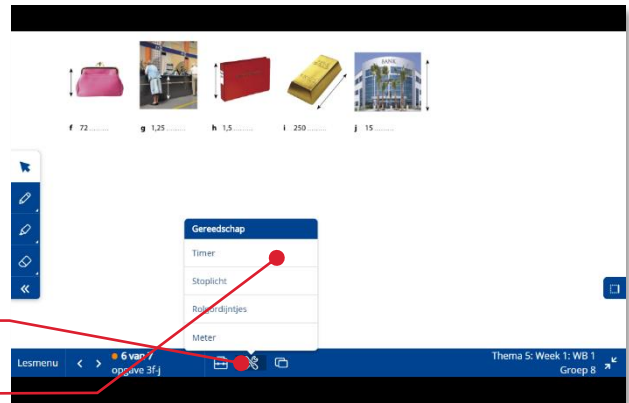 BANK
f 72 ........ g 1,25 ........ h 1,5 ........ i 250 ........ j 15 ........
Gereedschap
Timer
Stoplicht
Rolgordijntjes
Meter
Lesmenu 6 van 7 Thema 5: Week 1: WB 1
opgave 3f-j Groep 8